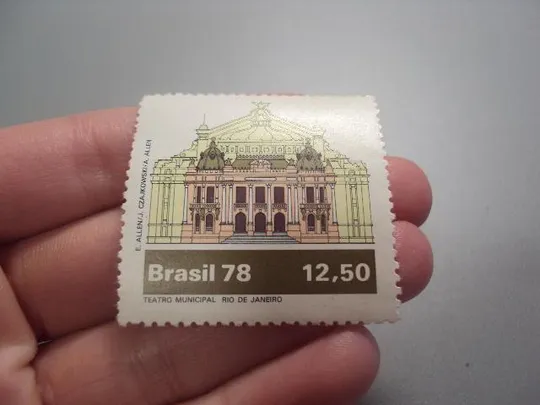 E. ALLEN/J. CZAJKOWSKI/A. ALLEN
Brasil 78 12,50
TEATRO MUNICIPAL RIO DE JANEIRO